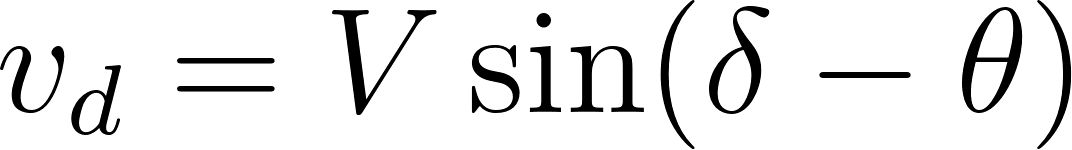 v_d = V sin(δ − θ)